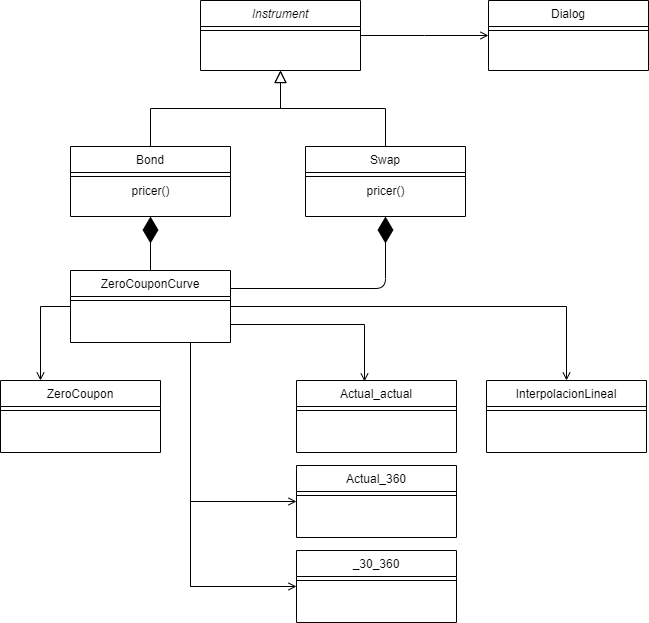 Instrument
Dialog
Bond
pricer()
Swap
pricer()
ZeroCouponCurve
ZeroCoupon
Actual_actual
InterpolacionLineal
Actual_360
_30_360